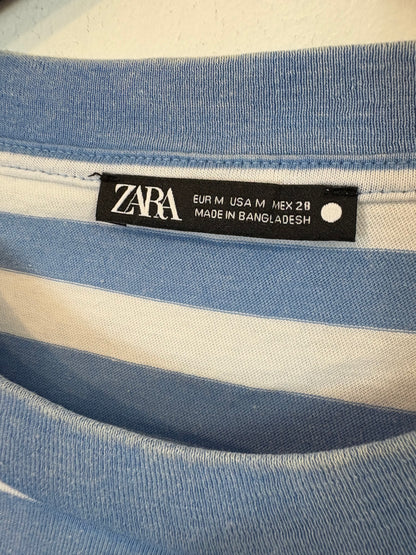 ZARA
EUR M USA M MEX 28
MADE IN BANGLADESH